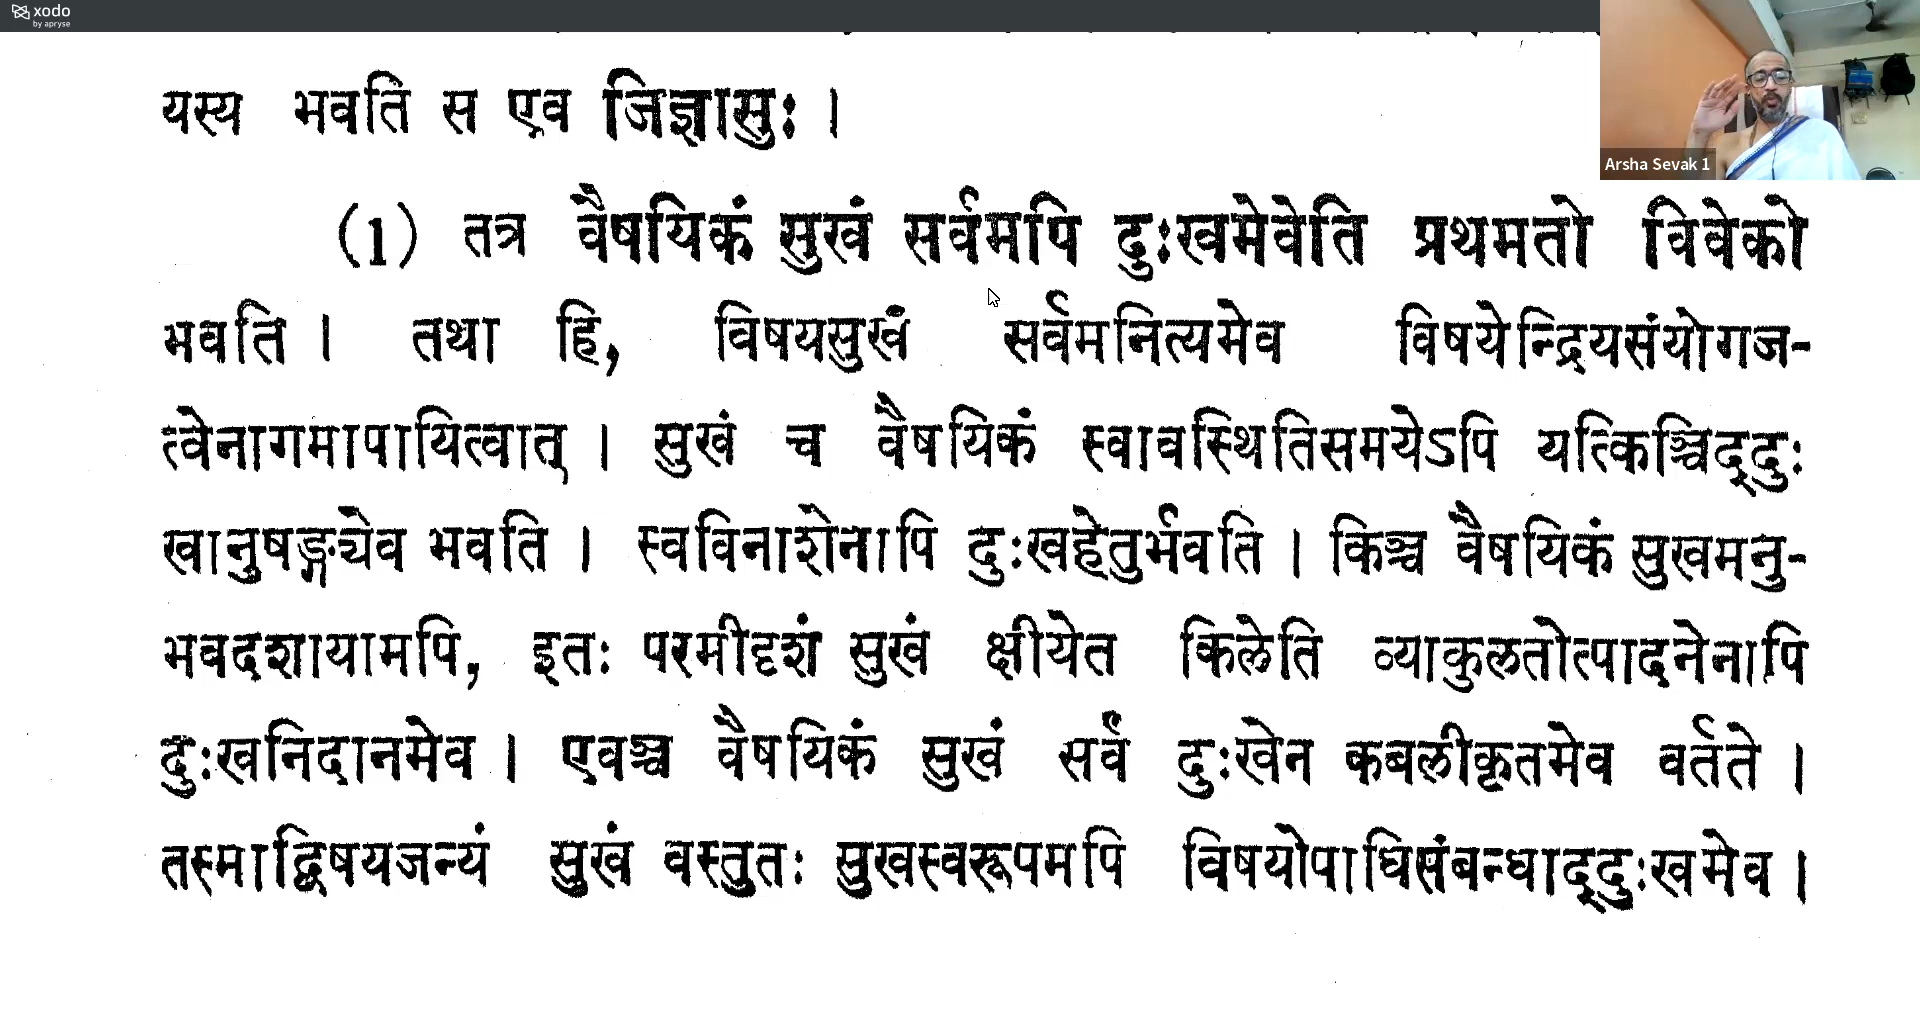 xodo
by apryse
यस्य भवति स एव जिज्ञासुः ।
Arsha Sevak 1
(1) तत्र वैषयिकं सुखं सर्वमपि दुःखमेवेति प्रथमतो विवेको
भवति । तथा हि, विषयसुखं सर्वमनित्यमेव विषयेन्द्रियसंयोगज-
त्वेनागमापायित्वात् । सुखं च वैषयिकं स्वावस्थितिसमयेऽपि यत्किञ्चिद्दुः
खानुषङ्ग्येव भवति । स्वविनाशेनापि दुःखहेतुर्भवति । किञ्च वैषयिकं सुखमनु-
भवदशायामपि, इतः परमीदृशं सुखं क्षीयेत किलेति व्याकुलतोत्पादनेनापि
दुःखनिदानमेव । एवञ्च वैषयिकं सुखं सर्वं दुःखेन कबलीकृतमेव वर्तते ।
तस्माद्विषयजन्यं सुखं वस्तुतः सुखस्वरूपमपि विषयोपाधिसंबन्धाद्दुःखमेव ।